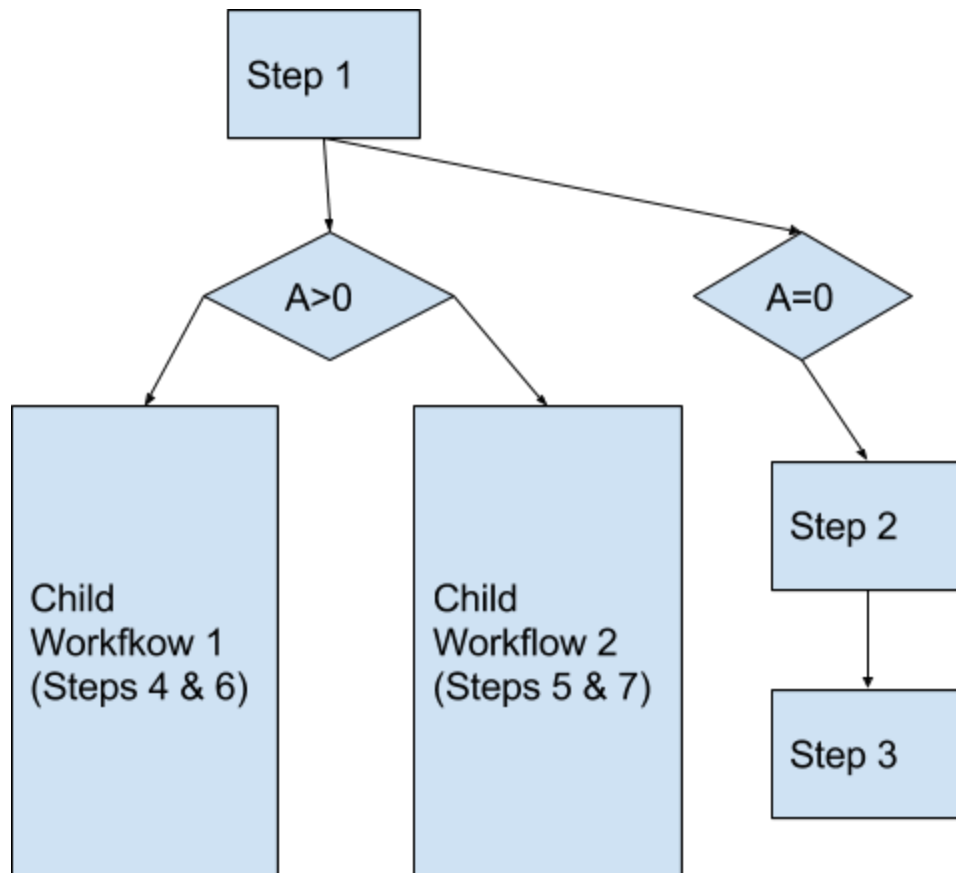 Step 1
A>0
A=0
Step 2
Child
Workfkow 1
(Steps 4 & 6)
Child
Workflow 2
(Steps 5 & 7)
Step 3